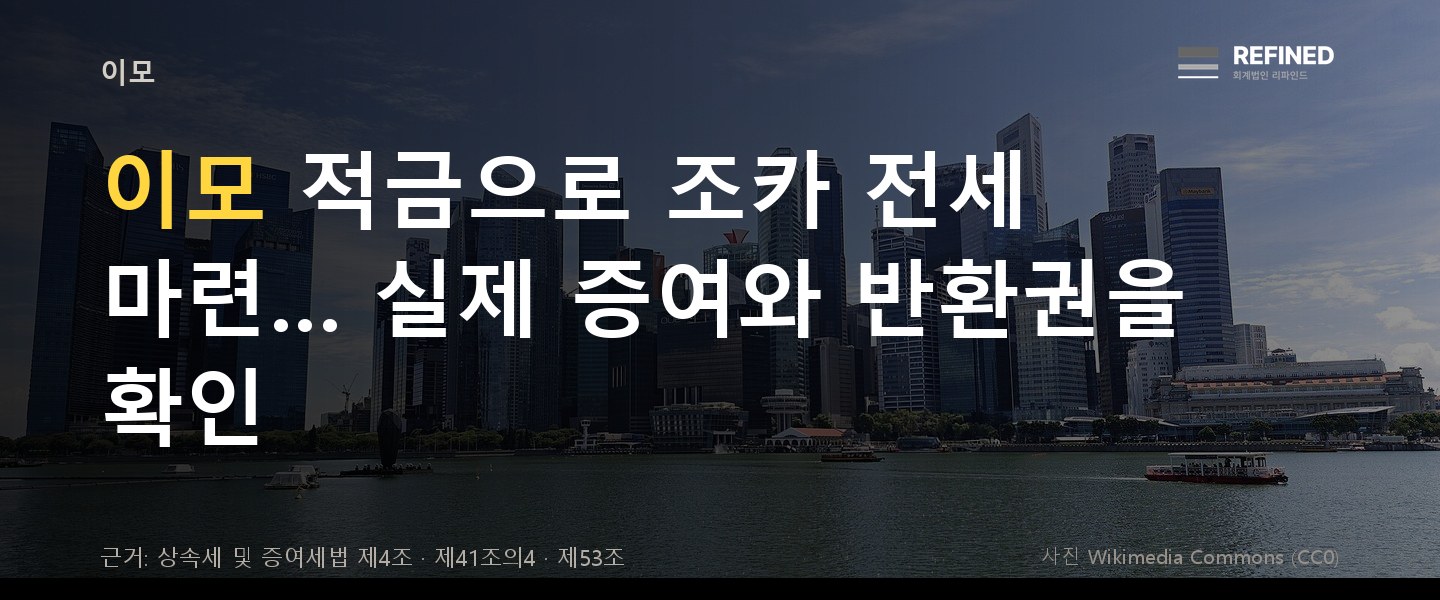 이모
REFINED
회계법인 리파인드
이모 적금으로 조카 전세
마련... 실제 증여와 반환권을
확인
근거: 상속세 및 증여세법 제4조 · 제41조의4 · 제53조
사진 Wikimedia Commons (CC0)